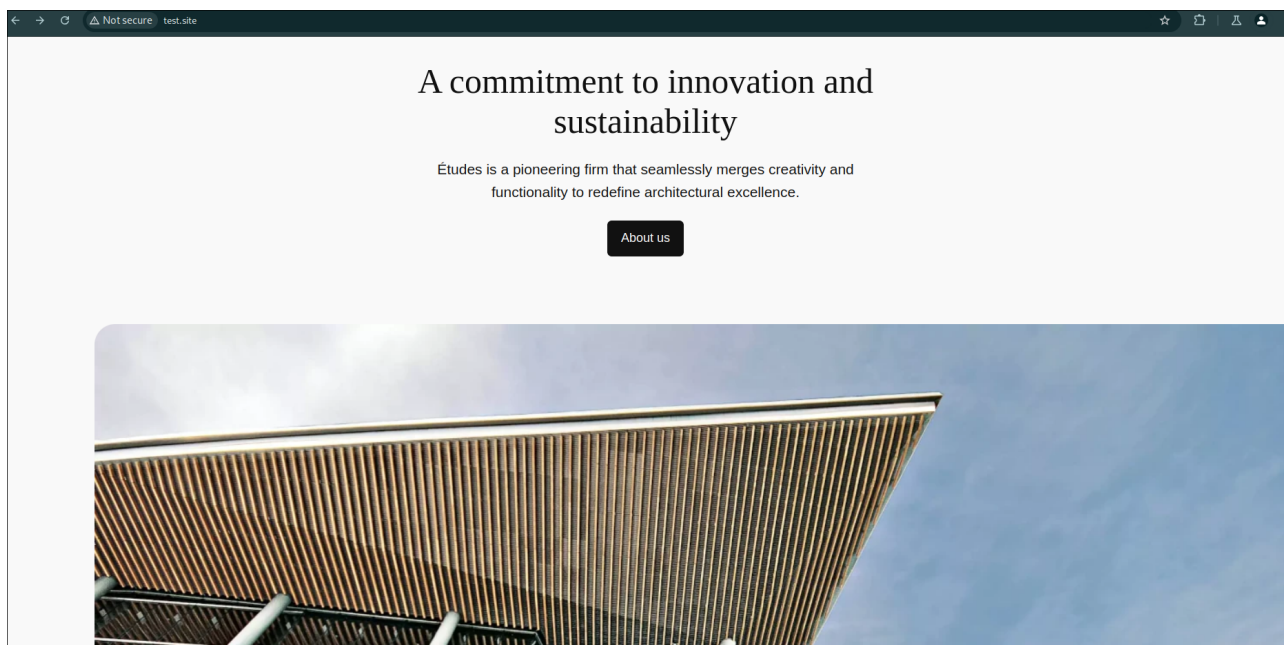 Not secure test.site
A commitment to innovation and
sustainability
Études is a pioneering firm that seamlessly merges creativity and
functionality to redefine architectural excellence.
About us